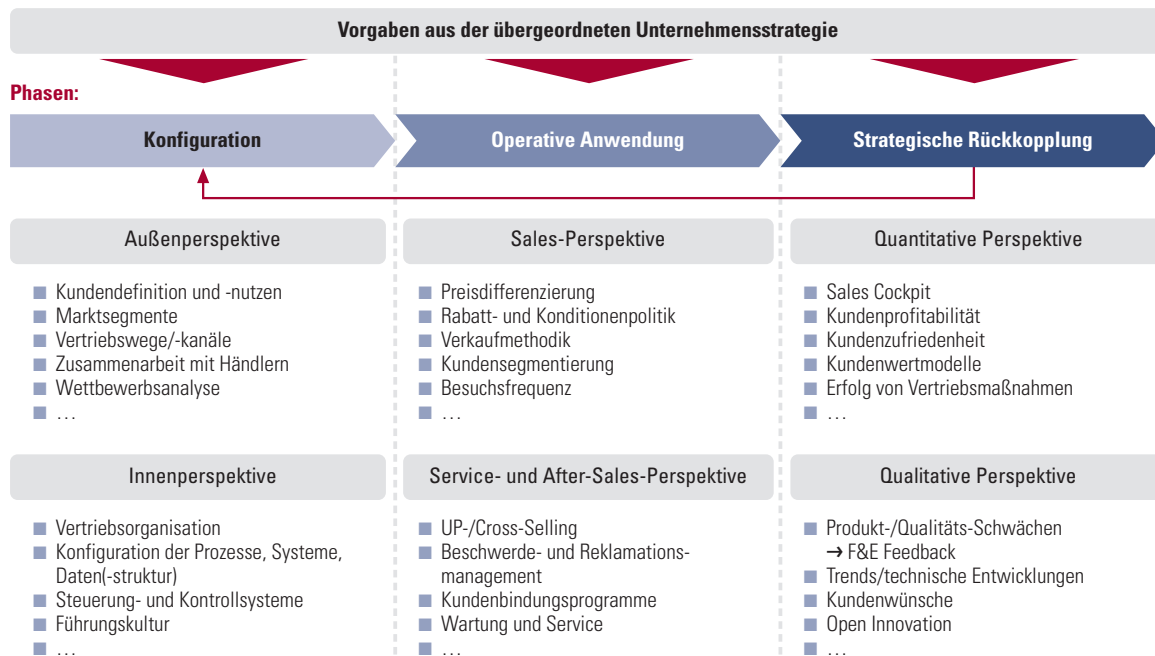 Vorgaben aus der übergeordneten Unternehmensstrategie
Phasen:
Konfiguration
Operative Anwendung
Strategische Rückkopplung
Außenperspektive
Kundendefinition und -nutzen
Marktsegmente
Vertriebswege/-kanäle
Zusammenarbeit mit Händlern
Wettbewerbsanalyse
…
Sales-Perspektive
Preisdifferenzierung
Rabatt- und Konditionenpolitik
Verkaufmethodik
Kundensegmentierung
Besuchsfrequenz
…
Quantitative Perspektive
Sales Cockpit
Kundenprofitabilität
Kundenzufriedenheit
Kundenwertmodelle
Erfolg von Vertriebsmaßnahmen
…
Innenperspektive
Vertriebsorganisation
Konfiguration der Prozesse, Systeme,
Daten(-struktur)
Steuerung- und Kontrollsysteme
Führungskultur
…
Service- und After-Sales-Perspektive
UP-/Cross-Selling
Beschwerde- und Reklamations-
management
Kundenbindungsprogramme
Wartung und Service
…
Qualitative Perspektive
Produkt-/Qualitäts-Schwächen
→ F&E Feedback
Trends/technische Entwicklungen
Kundenwünsche
Open Innovation
…